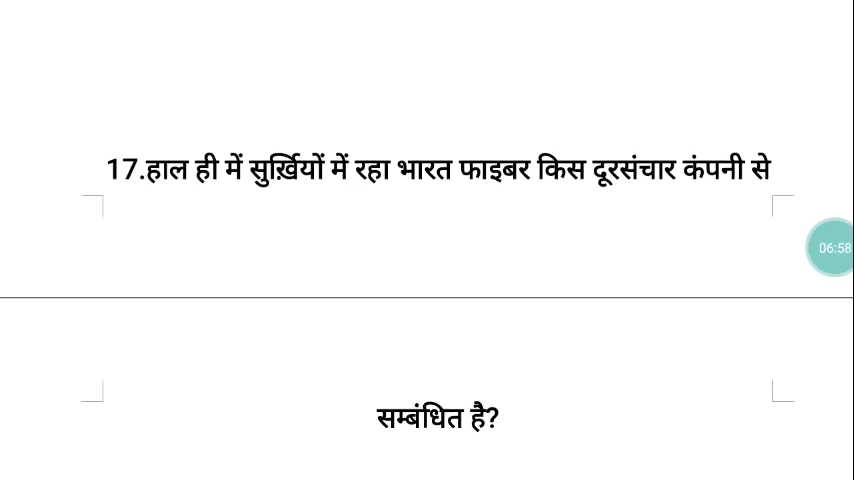 17.हाल ही में सुर्ख़ियों में रहा भारत फाइबर किस दूरसंचार कंपनी से
06:58
सम्बंधित है?